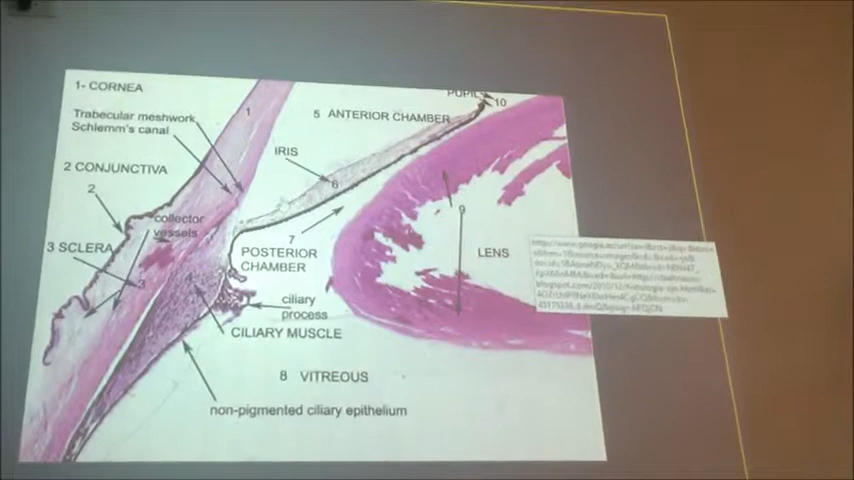 1- CORNEA
Trabecular meshwork
Schlemm's canal
1
5 ANTERIOR CHAMBER
PUPIL
10
2 CONJUNCTIVA
2
IRIS
6
collector
vessels
3 SCLERA
3
4
7
POSTERIOR
CHAMBER
9
LENS
ciliary
process
CILIARY MUSCLE
8 VITREOUS
non-pigmented ciliary epithelium